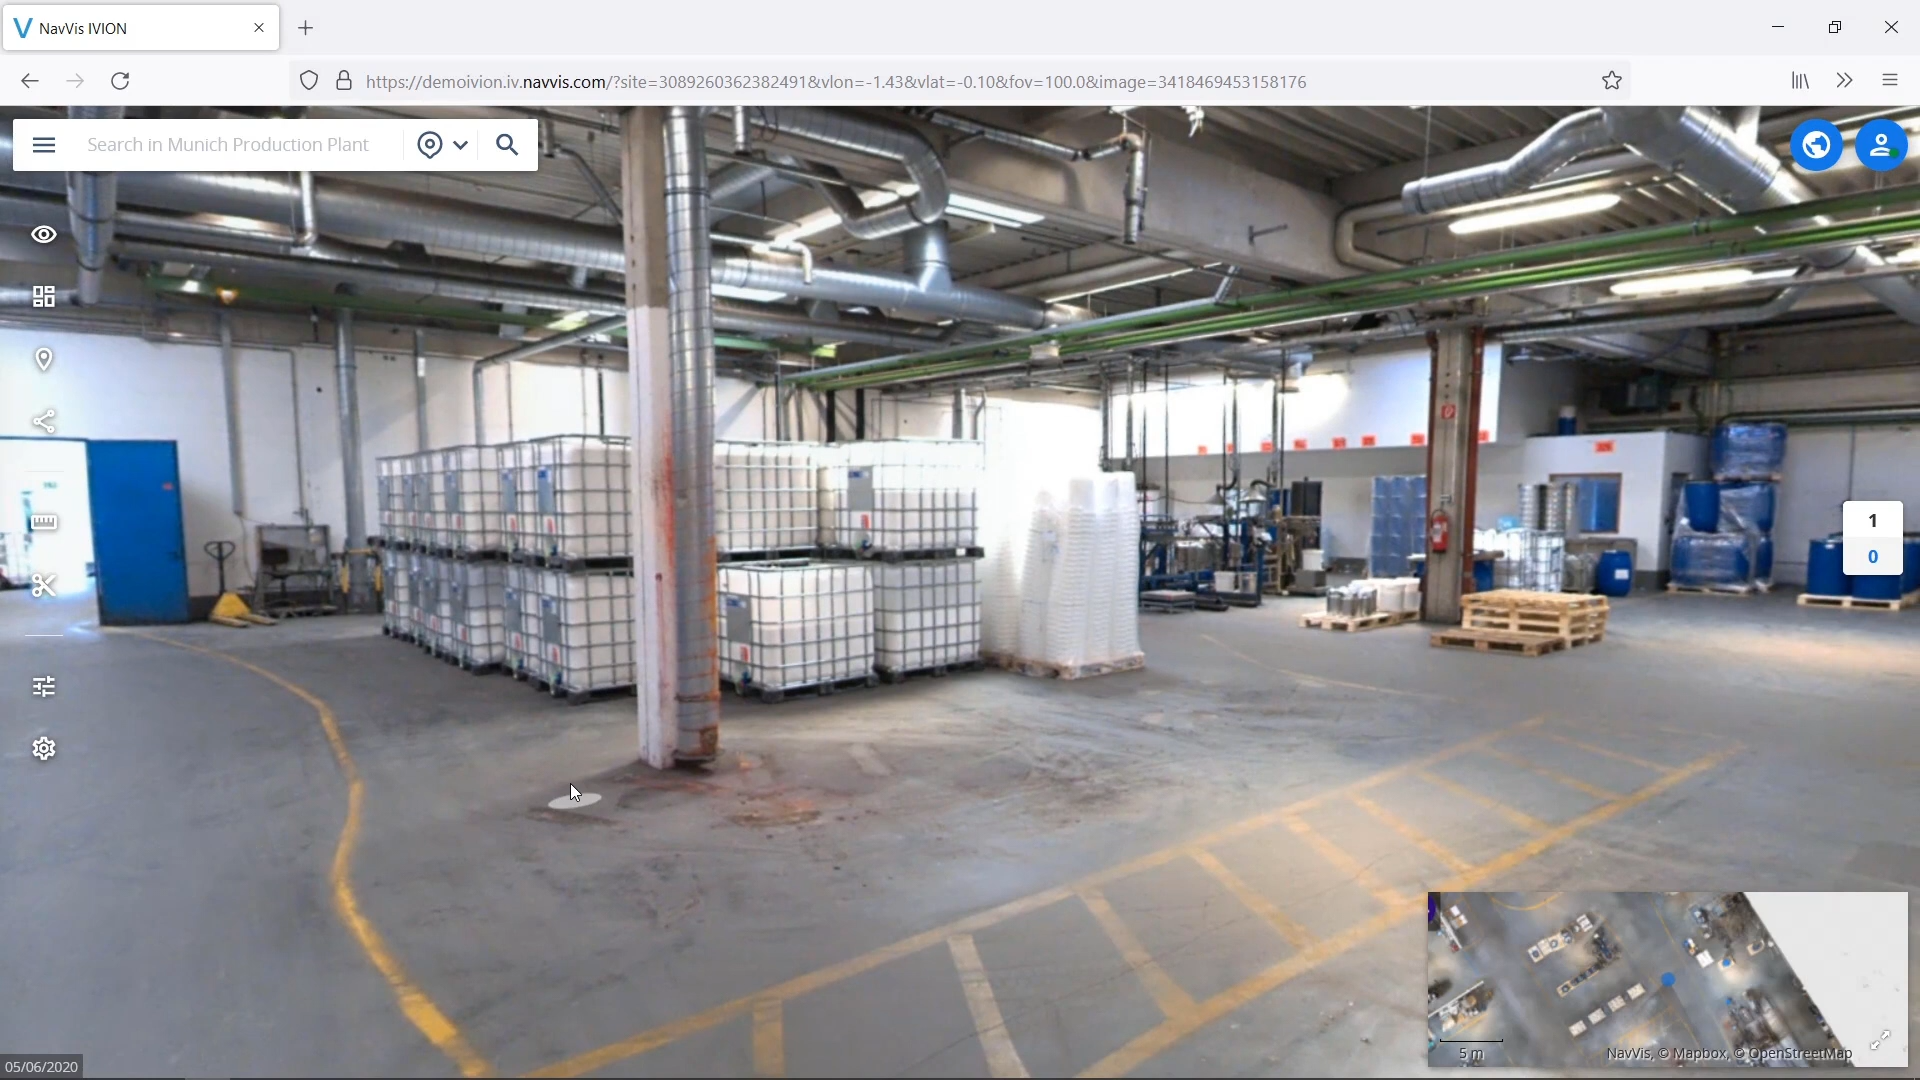 NavVis IVION
https://demoivion.iv.navvis.com/?site=3089260362382491&vlon=-1.43&vlat=-0.10&fov=100.0&image=3418469453158176
Search in Munich Production Plant
1
0
5 m
NavVis, © Mapbox, © OpenStreetMap
05/06/2020